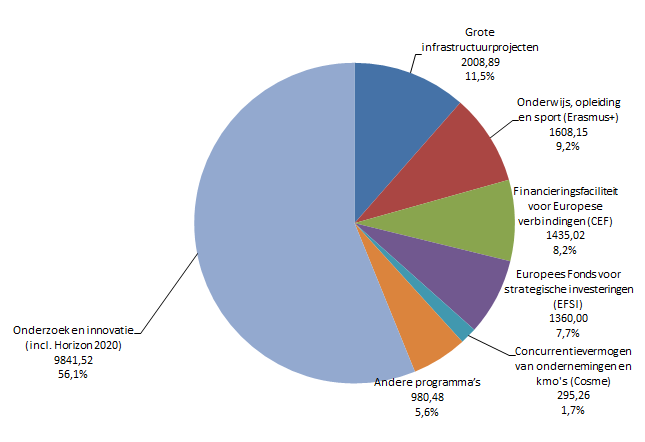 Grote
infrastructuurprojecten
2008,89
11,5%
Onderwijs, opleiding
en sport (Erasmus+)
1608,15
9,2%
Financieringsfaciliteit
voor Europese
verbindingen (CEF)
1435,02
8,2%
Europees Fonds voor
strategische investeringen
(EFSI)
1360,00
7,7%
Concurrentievermogen
van ondernemingen en
kmo's (Cosme)
295,26
1,7%
Andere programma's
980,48
5,6%
Onderzoek en innovatie
(incl. Horizon 2020)
9841,52
56,1%